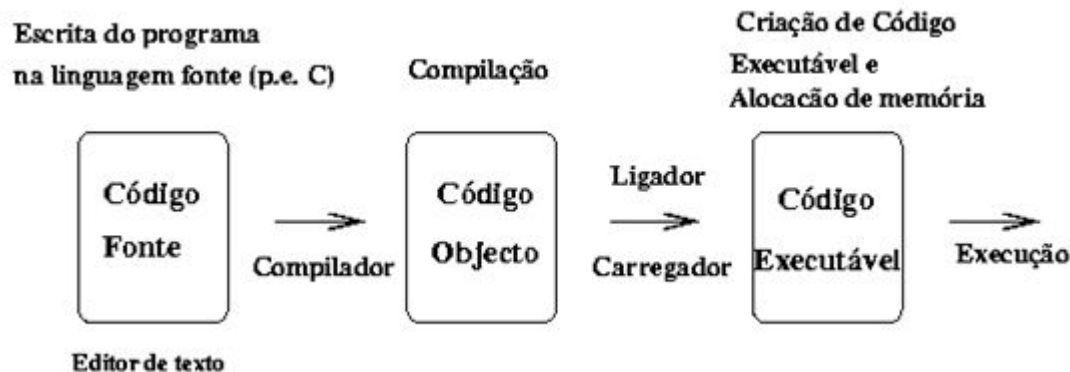 Escrita do programa
na linguagem fonte (p.e. C)
Compilação
Criação de Código
Executável e
Alocacão de memória
Código
Fonte
Compilador
Código
Objecto
Ligador
Carregador
Código
Executável
Execução
Editor de texto